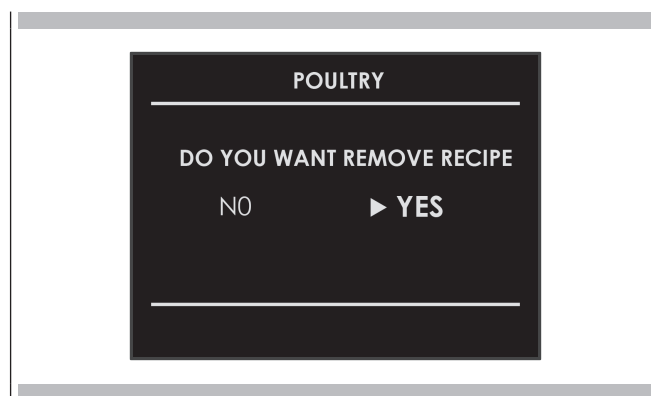 POULTRY
DO YOU WANT REMOVE RECIPE
N0 ▶ YES